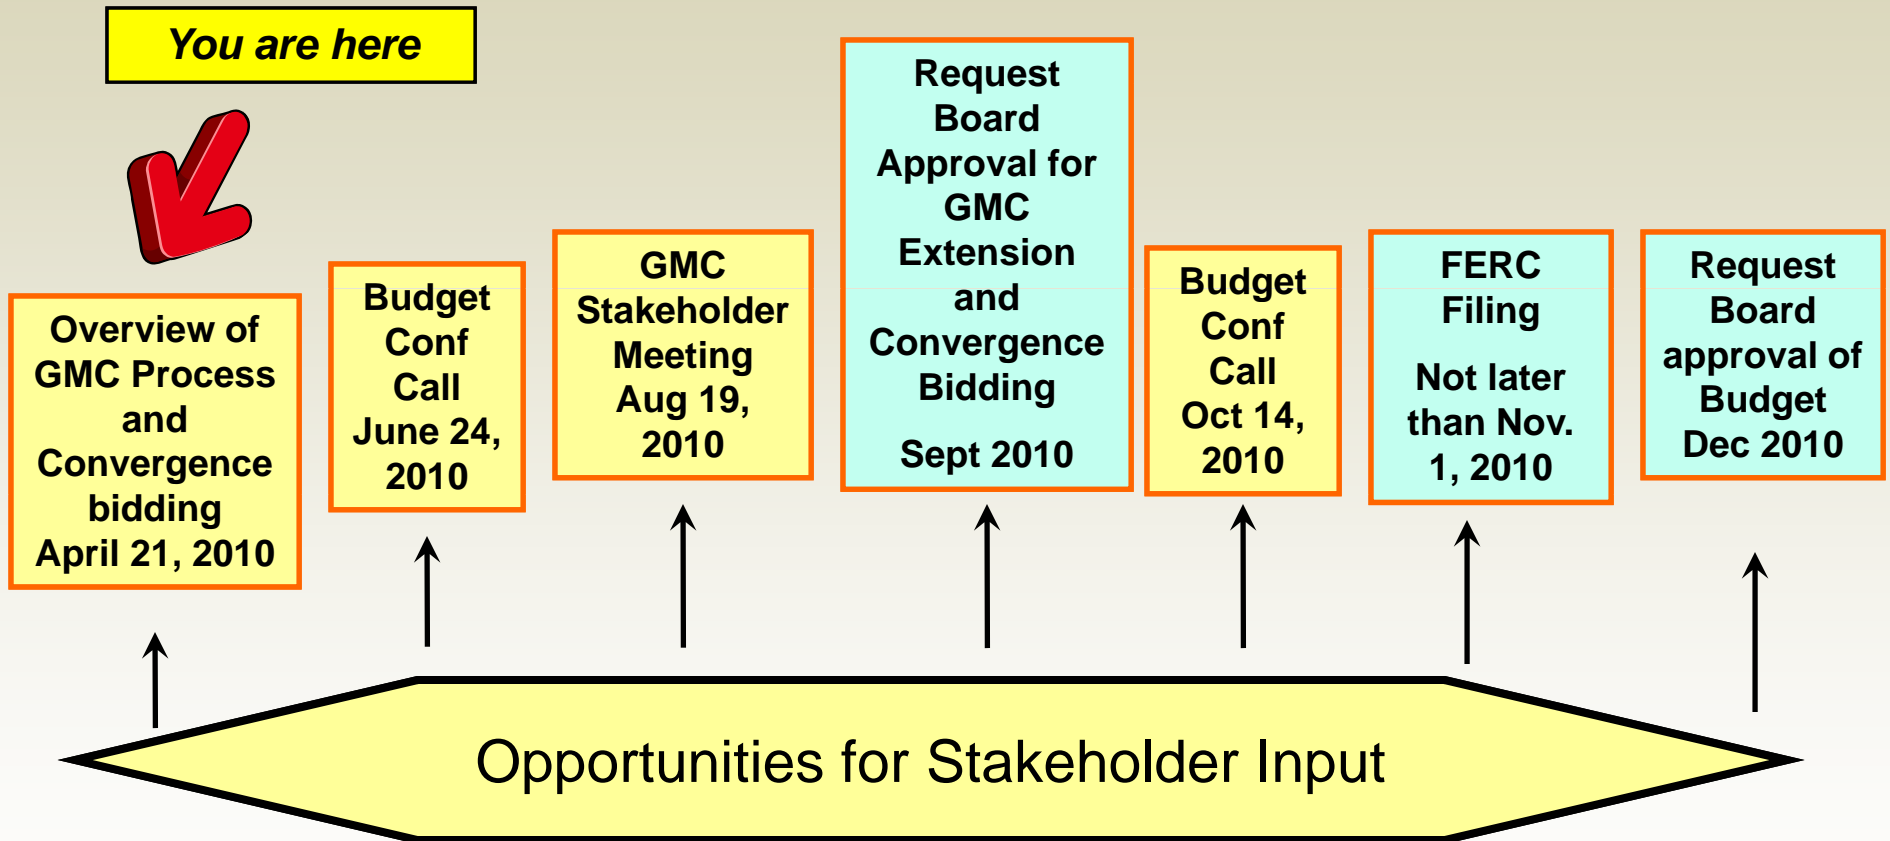 You are here
Overview of
GMC Process
and
Convergence
bidding
April 21, 2010
Budget
Conf
Call
June 24,
2010
GMC
Stakeholder
Meeting
Aug 19,
2010
Request
Board
Approval for
GMC
Extension
and
Convergence
Bidding
Sept 2010
Budget
Conf
Call
Oct 14,
2010
FERC
Filing
Not later
than Nov.
1, 2010
Request
Board
approval of
Budget
Dec 2010
Opportunities for Stakeholder Input